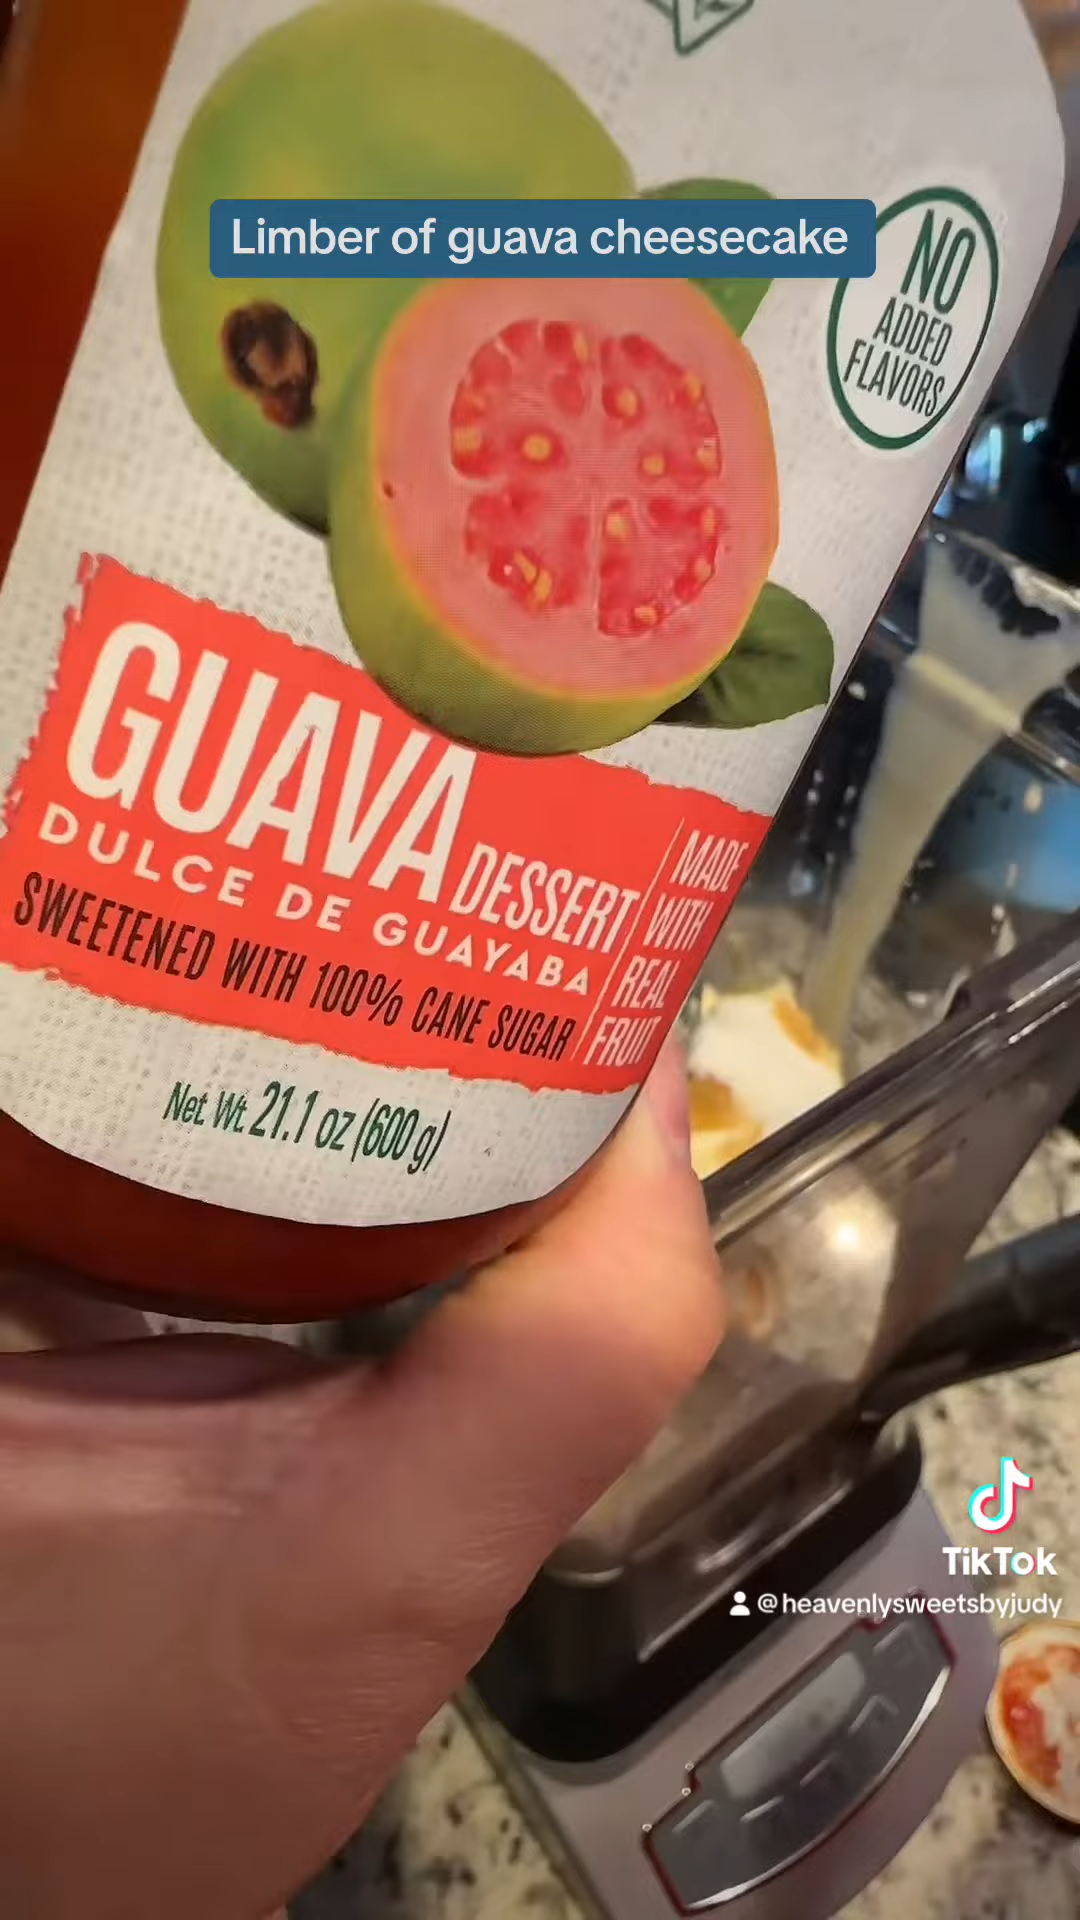 Limber of guava cheesecake
NO
ADDED
FLAVORS
GUAVA DESSERT
DULCE DE GUAYABA
SWEETENED WITH 100% CANE SUGAR
MADE
WITH
REAL
FRUIT
Net Wt. 21.1 oz (600 g)
TikTok
@heavenlysweetsbyjudy